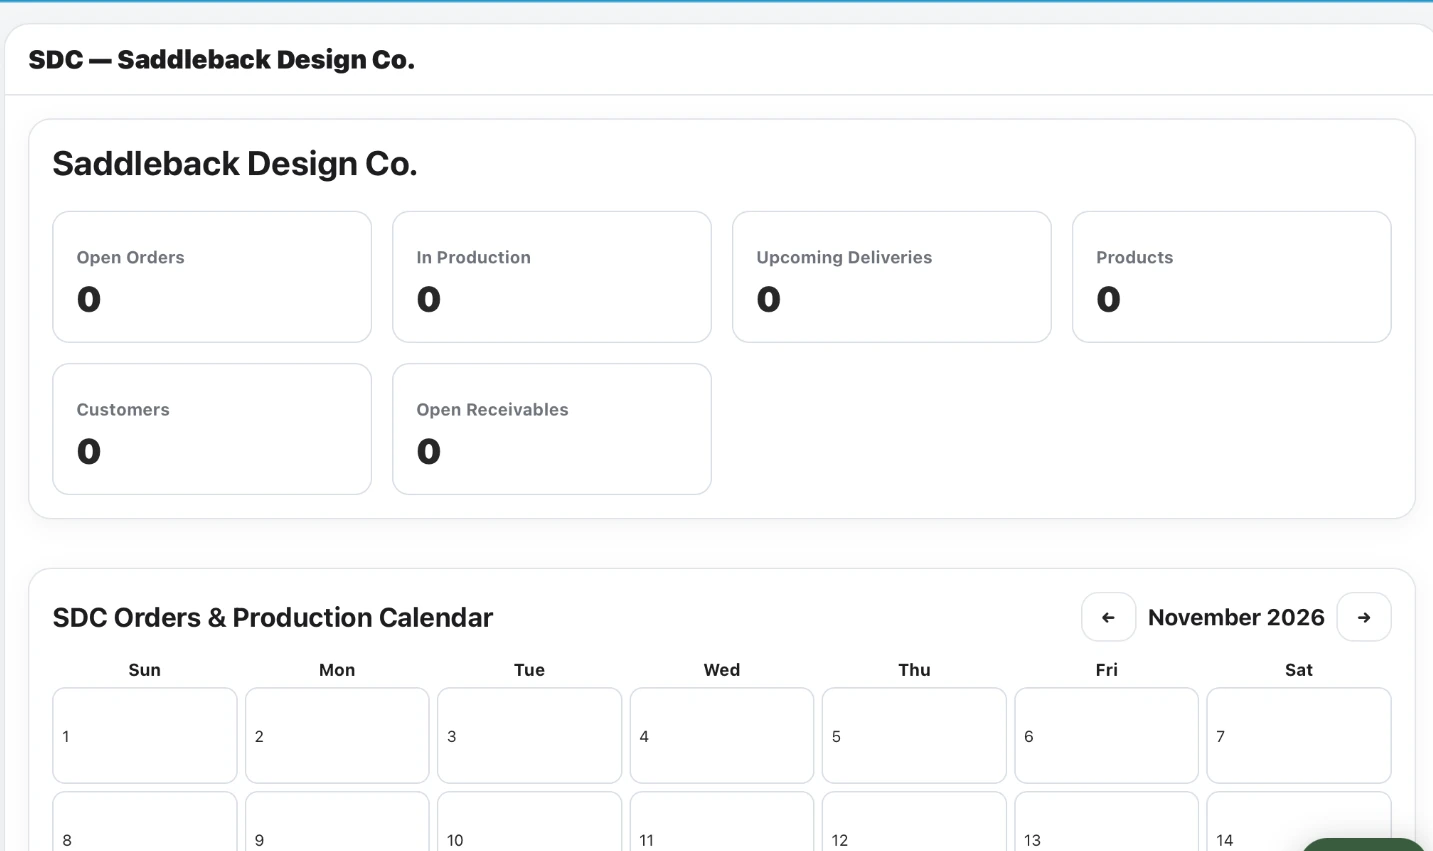 SDC — Saddleback Design Co.
Saddleback Design Co.
Open Orders
0
In Production
0
Upcoming Deliveries
0
Products
0
Customers
0
Open Receivables
0
SDC Orders & Production Calendar
← November 2026 →
Sun Mon Tue Wed Thu Fri Sat
1 2 3 4 5 6 7
8 9 10 11 12 13 14